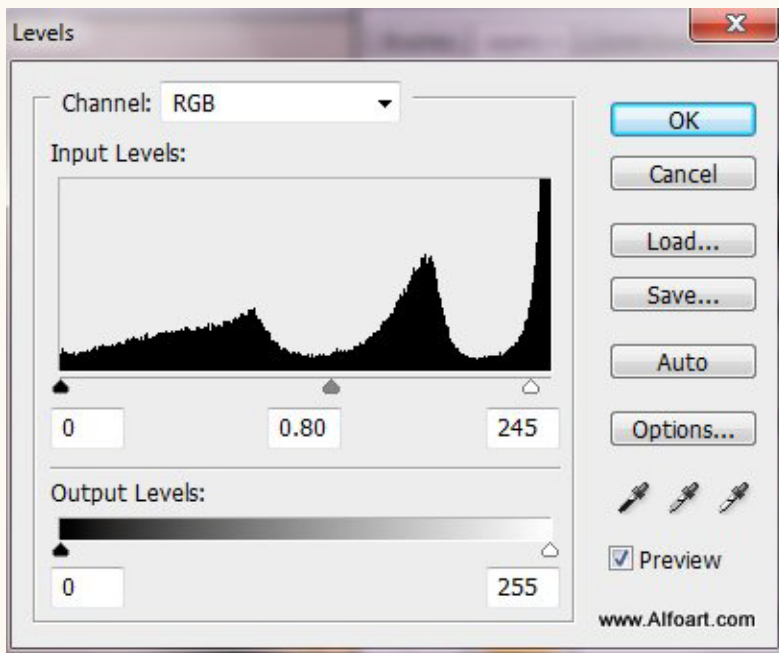 Levels
Channel: RGB
OK
Input Levels:
Cancel
Load...
Save...
Auto
0 0.80 245
Options...
Output Levels:
Preview
0 255
www.Alfoart.com